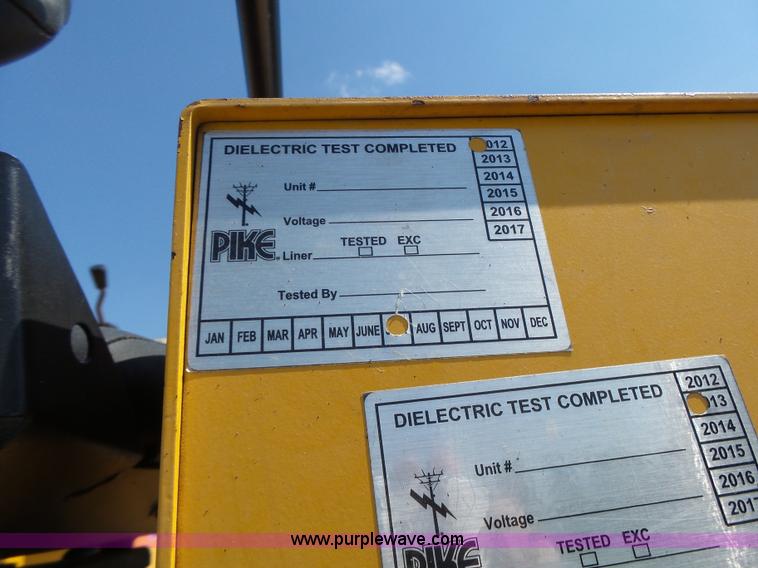 DIELECTRIC TEST COMPLETED
012
2013
2014
2015
2016
2017
Unit #
Voltage
PIKE
TESTED EXC
Liner
Tested By
JAN FEB MAR APR MAY JUNE AUG SEPT OCT NOV DEC
DIELECTRIC TEST COMPLETED
2012
13
2014
2015
2016
2017
Unit #
Voltage
PIKE
TESTED EXC
www.purplewave.com